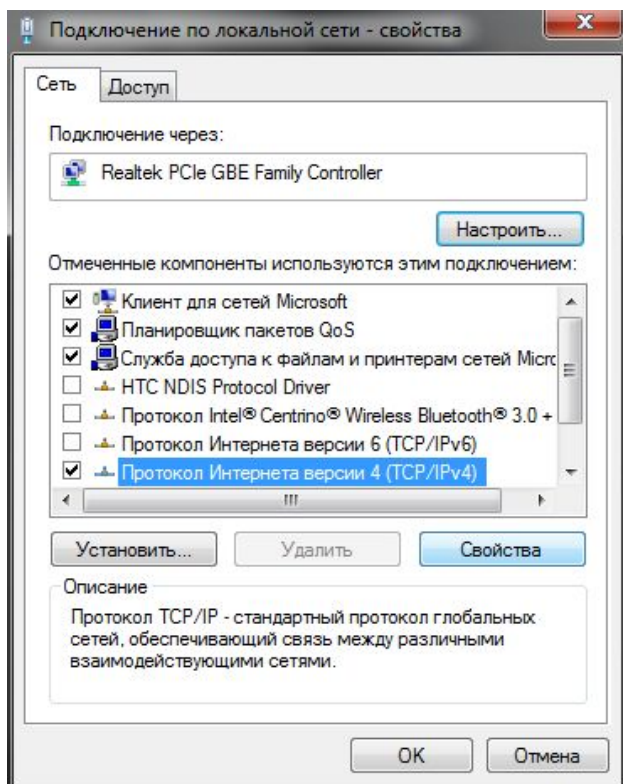 Подключение по локальной сети - свойства
Сеть
Доступ
Подключение через:
Realtek PCIe GBE Family Controller
Настроить...
Отмеченные компоненты используются этим подключением:
Клиент для сетей Microsoft
Планировщик пакетов QoS
Служба доступа к файлам и принтерам сетей Micro
HTC NDIS Protocol Driver
Протокол Intel® Centrino® Wireless Bluetooth® 3.0 +
Протокол Интернета версии 6 (TCP/IPv6)
Протокол Интернета версии 4 (TCP/IPv4)
Установить...
Удалить
Свойства
Описание
Протокол TCP/IP - стандартный протокол глобальных
сетей, обеспечивающий связь между различными
взаимодействующими сетями.
OK
Отмена